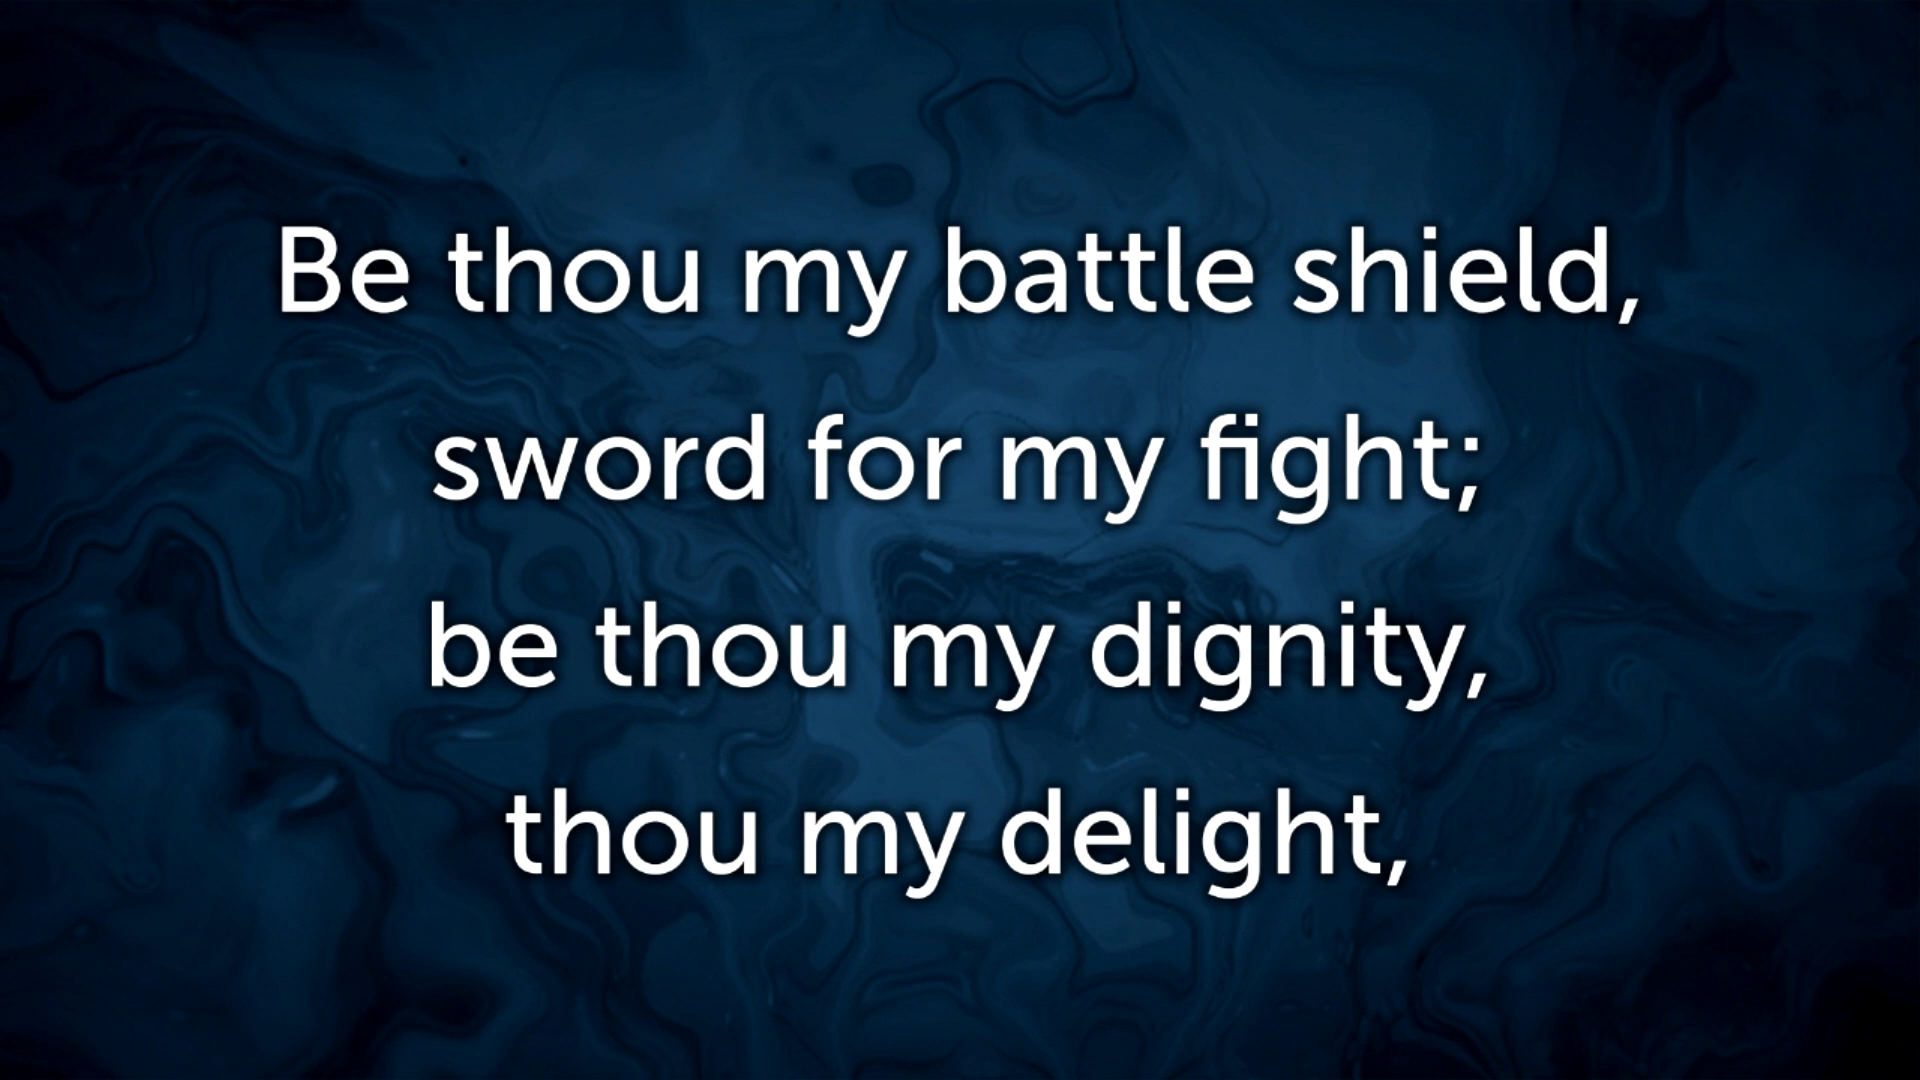 Be thou my battle shield,
sword for my fight;
be thou my dignity,
thou my delight,